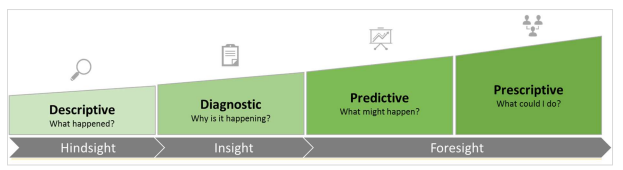 Descriptive
What happened?
Diagnostic
Why is it happening?
Predictive
What might happen?
Prescriptive
What could I do?
Hindsight
Insight
Foresight